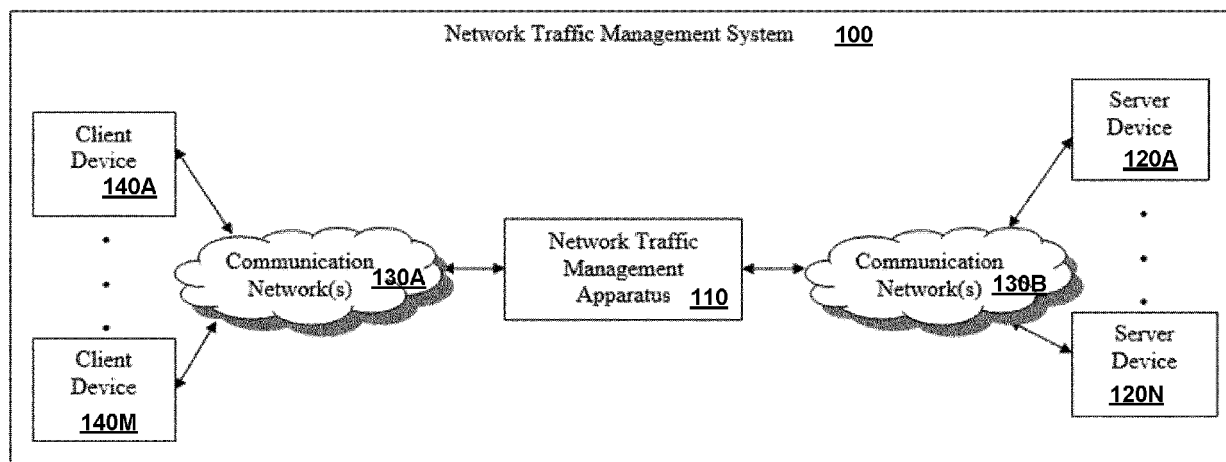 Network Traffic Management System 100
Client
Device
140A
Client
Device
140M
Communication
Network(s) 130A
Network Traffic
Management
Apparatus 110
Communication
Network(s) 130B
Server
Device
120A
Server
Device
120N